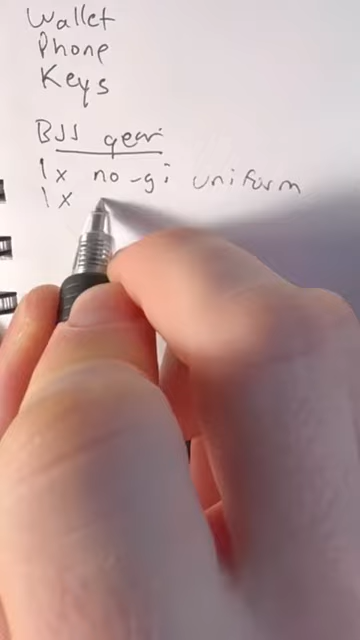 Wallet
Phone
Keys
BJJ gear
1x no-gi uniform
1x